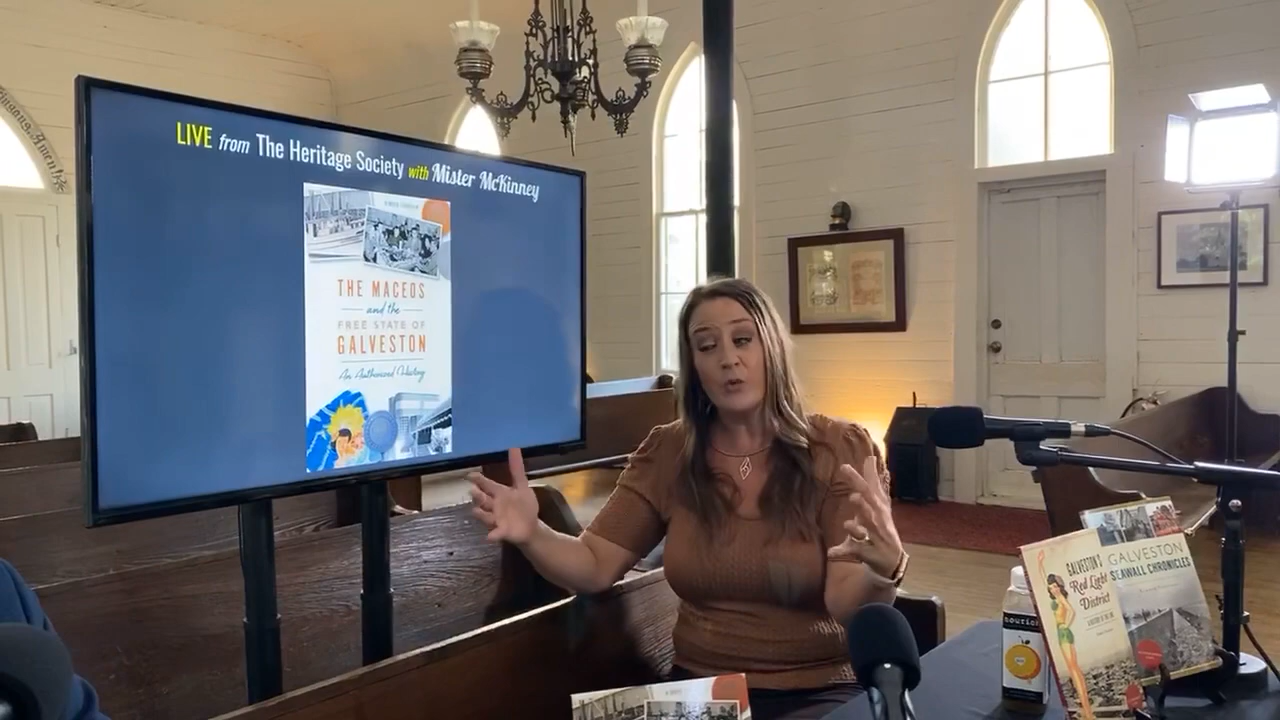 LIVE from The Heritage Society with Mister McKinney
THE MACEOS
and the
FREE STATE OF
GALVESTON
An Authorized History
GALVESTON'S
Red Light
District
GALVESTON
SEAWALL CHRONICLES
nourish